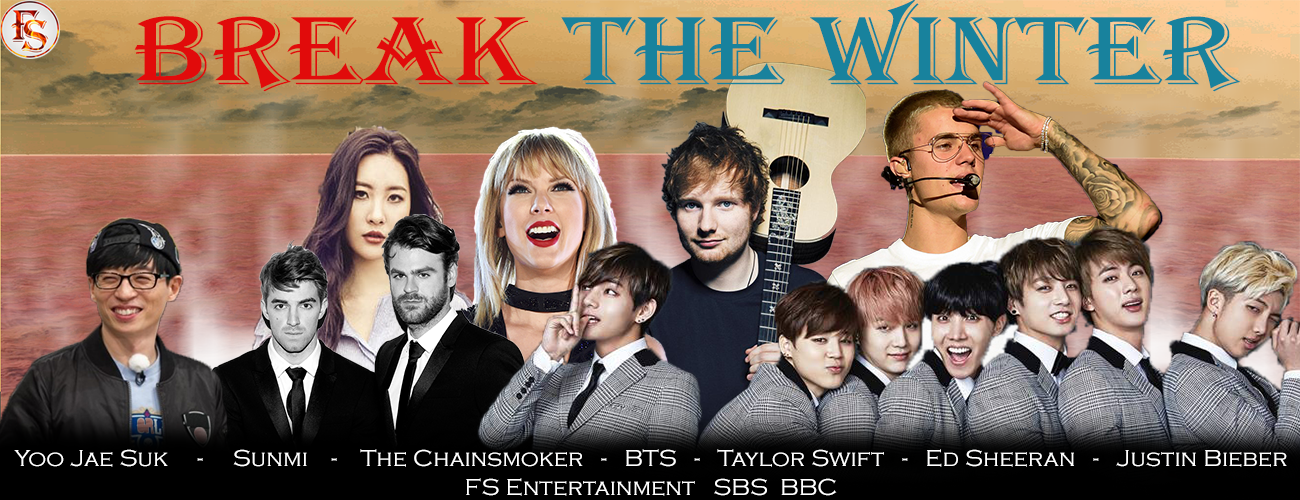 FS
BREAK THE WINTER
Yoo Jae Suk - Sunmi - The Chainsmoker - BTS - Taylor Swift - Ed Sheeran - Justin Bieber
FS Entertainment SBS BBC